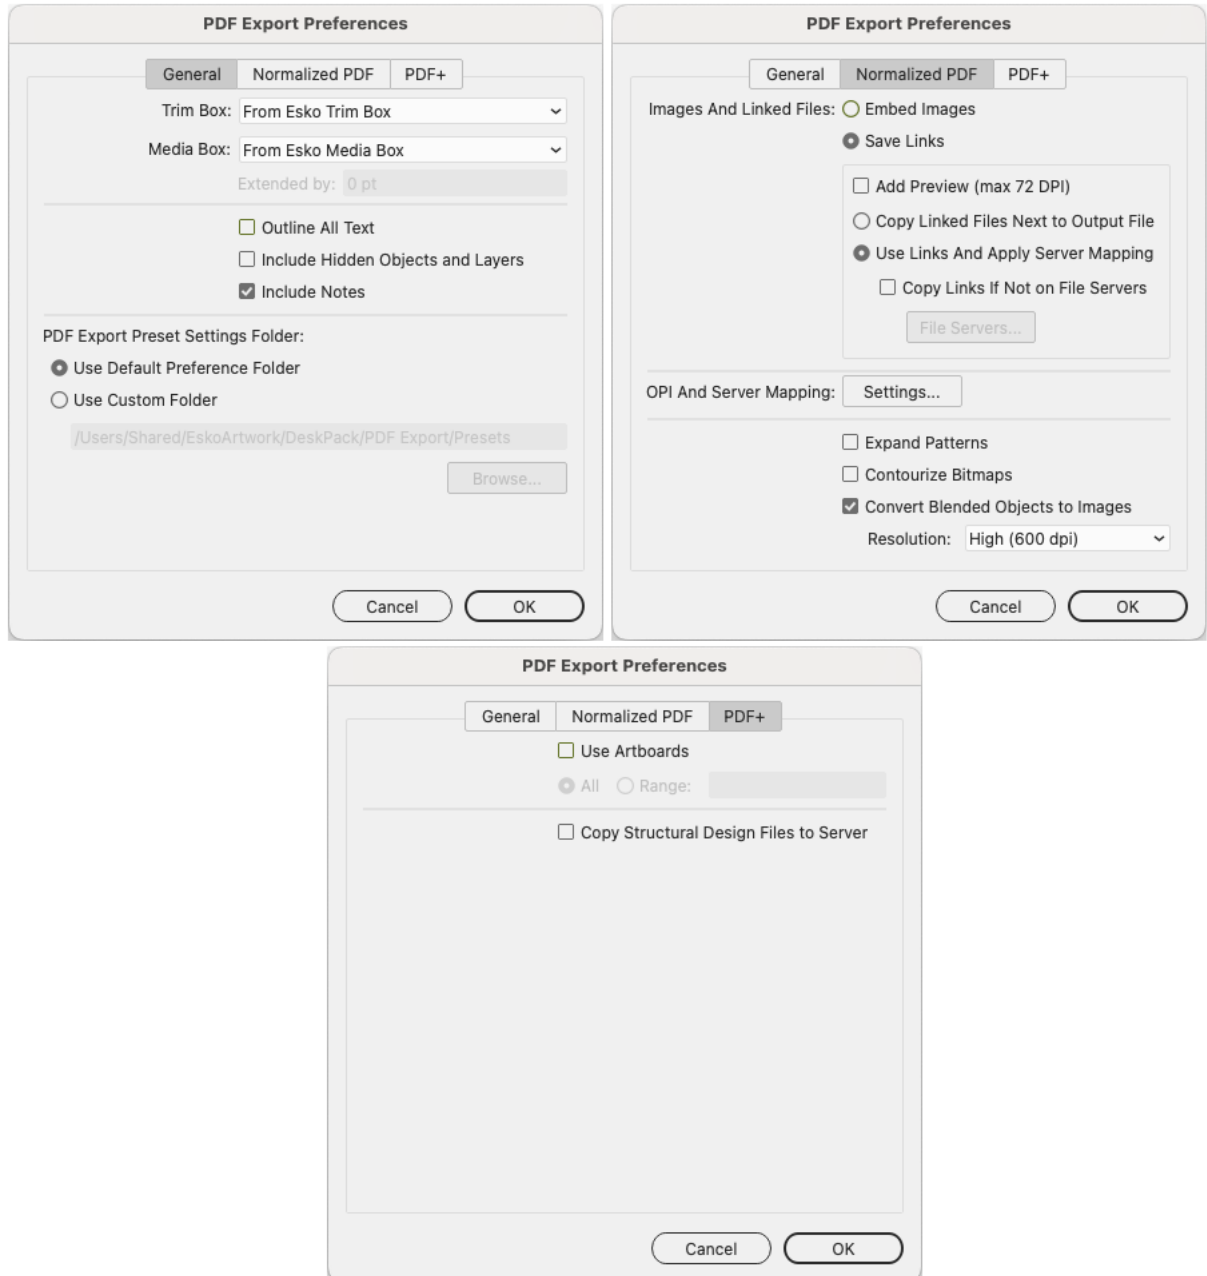 PDF Export Preferences
General Normalized PDF PDF+
Trim Box: From Esko Trim Box
Media Box: From Esko Media Box
Extended by: 0 pt
Outline All Text
Include Hidden Objects and Layers
Include Notes
PDF Export Preset Settings Folder:
Use Default Preference Folder
Use Custom Folder
/Users/Shared/EskoArtwork/DeskPack/PDF Export/Presets
Browse...
Cancel OK
PDF Export Preferences
General Normalized PDF PDF+
Images And Linked Files: Embed Images
Save Links
Add Preview (max 72 DPI)
Copy Linked Files Next to Output File
Use Links And Apply Server Mapping
Copy Links If Not on File Servers
File Servers...
OPI And Server Mapping: Settings...
Expand Patterns
Contourize Bitmaps
Convert Blended Objects to Images
Resolution: High (600 dpi)
Cancel OK
PDF Export Preferences
General Normalized PDF PDF+
Use Artboards
All Range:
Copy Structural Design Files to Server
Cancel OK